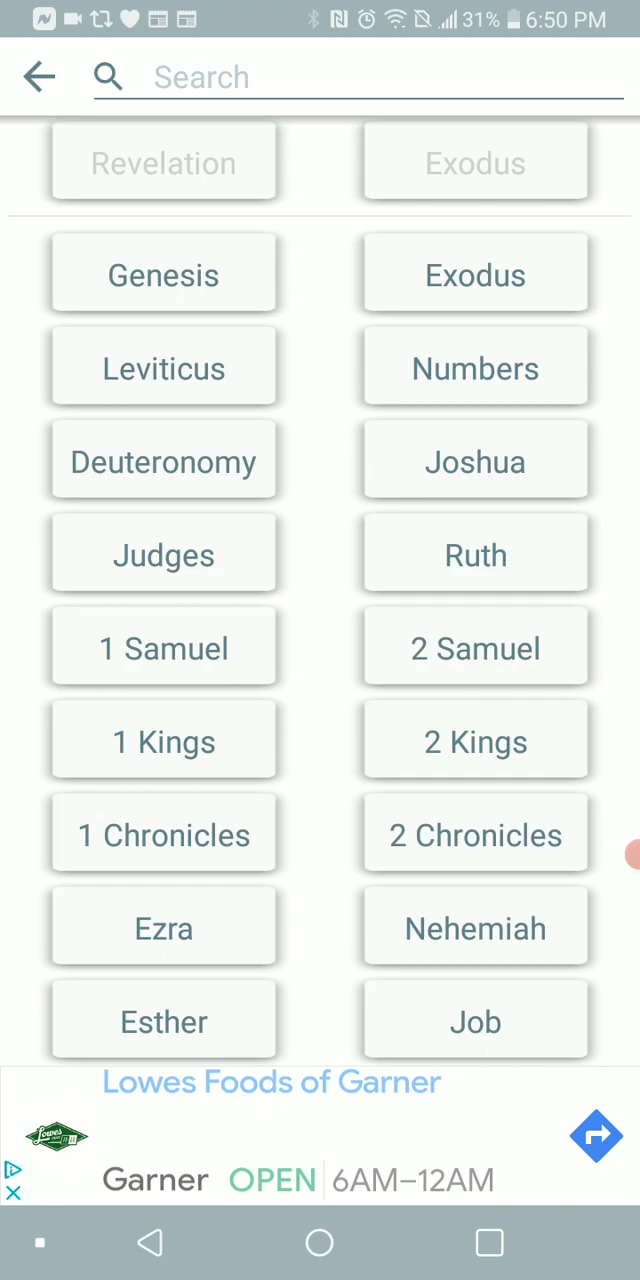 31% 6:50 PM
Search
Revelation Exodus
Genesis Exodus
Leviticus Numbers
Deuteronomy Joshua
Judges Ruth
1 Samuel 2 Samuel
1 Kings 2 Kings
1 Chronicles 2 Chronicles
Ezra Nehemiah
Esther Job
Lowes Foods of Garner
Lowes
Garner OPEN 6AM–12AM